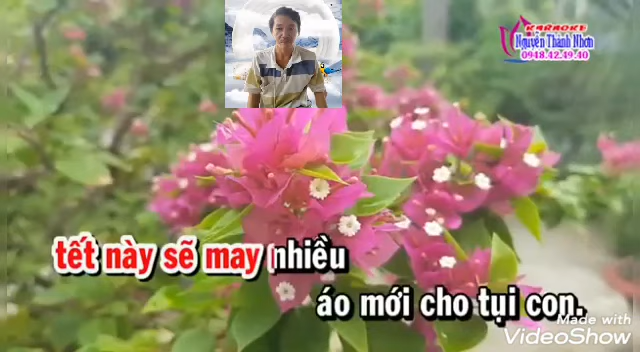 KARAOKE
Nguyễn Thành Nhơn
0948.42.49.40
tết này sẽ may nhiều
áo mới cho tụi con.
Made with
VideoShow